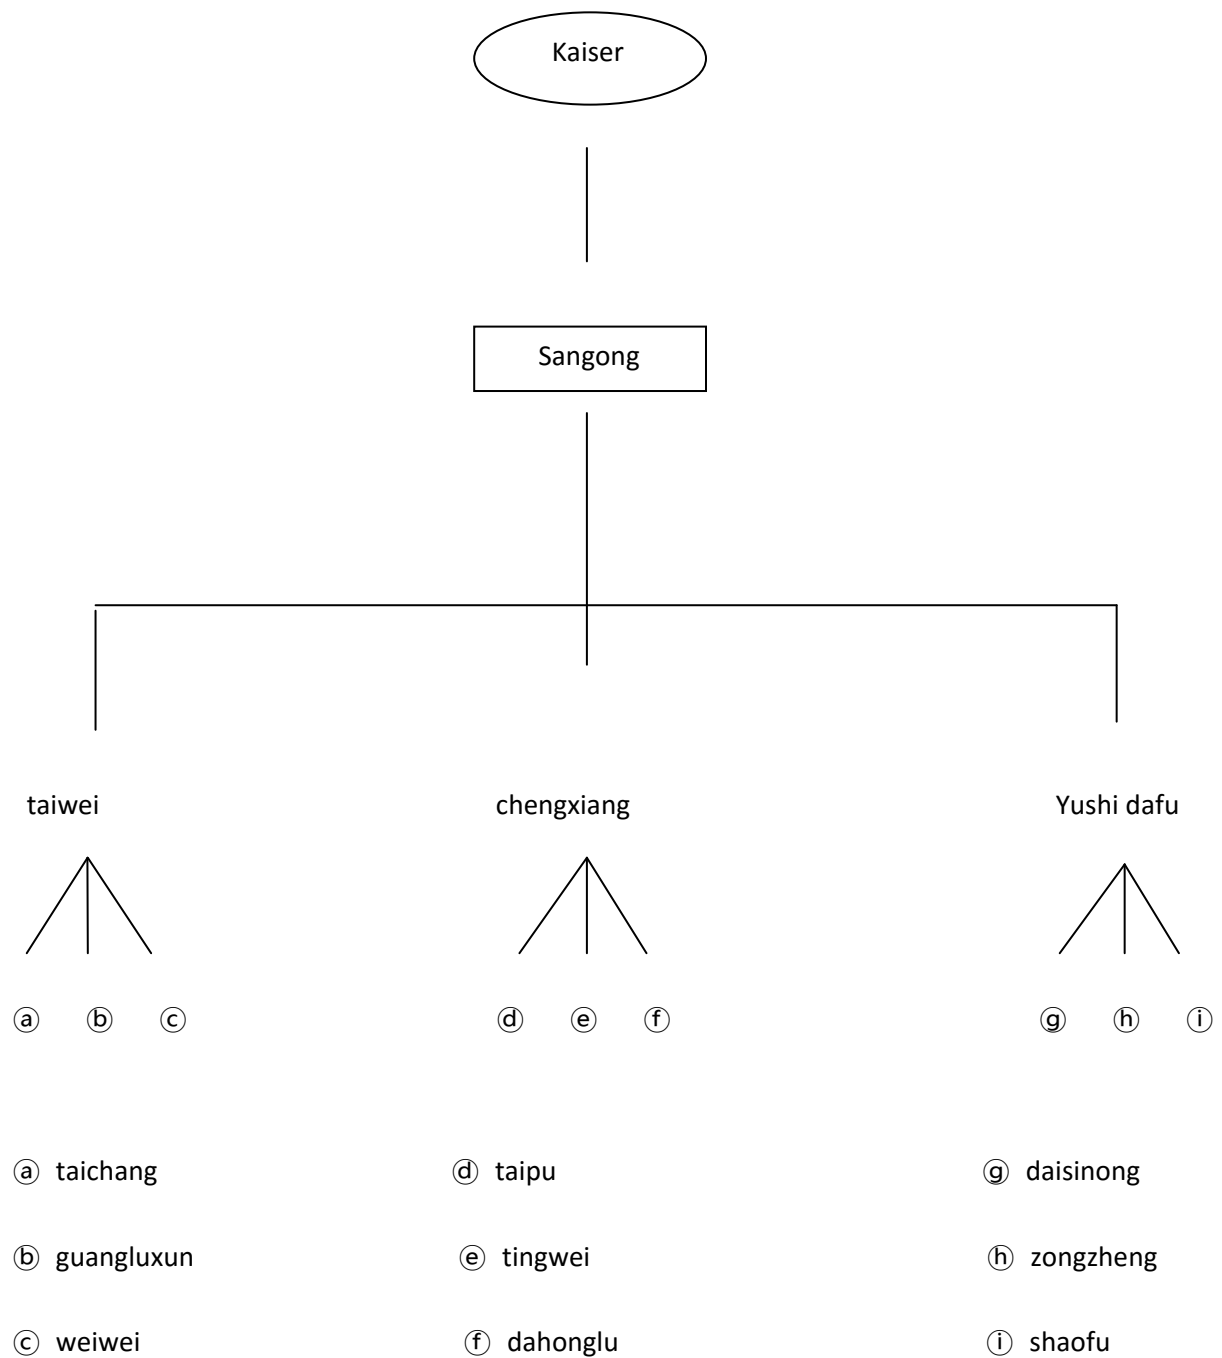 Kaiser
Sangong
taiwei chengxiang Yushi dafu
ⓐ ⓑ ⓒ ⓓ ⓔ ⓕ ⓖ ⓗ ⓘ
ⓐ taichang ⓓ taipu ⓖ daisinong
ⓑ guangluxun ⓔ tingwei ⓗ zongzheng
ⓒ weiwei ⓕ dahonglu ⓘ shaofu